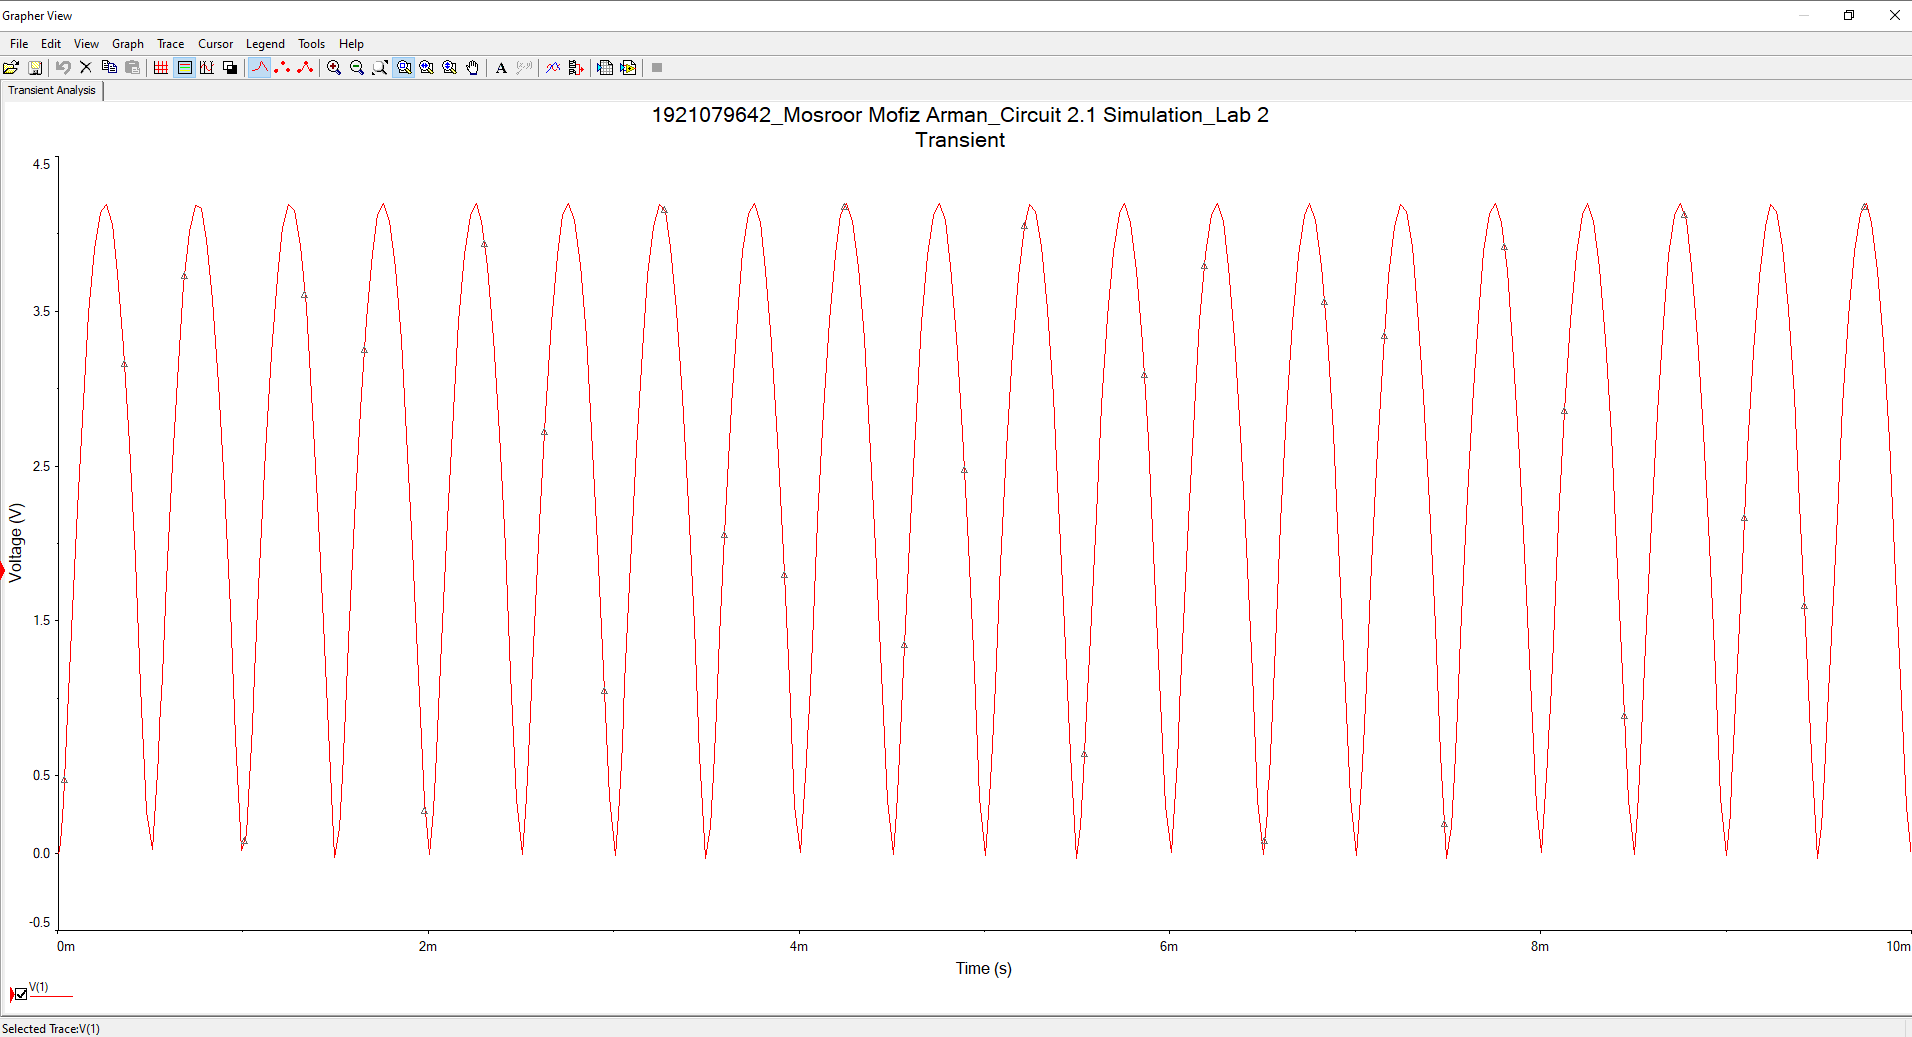 Grapher View
File Edit View Graph Trace Cursor Legend Tools Help
A
Transient Analysis
1921079642_Mosroor Mofiz Arman_Circuit 2.1 Simulation_Lab 2
Transient
4.5
3.5
2.5
1.5
0.5
0.0
-0.5
Voltage (V)
0m 2m 4m 6m 8m 10m
Time (s)
V(1)
Selected Trace:V(1)